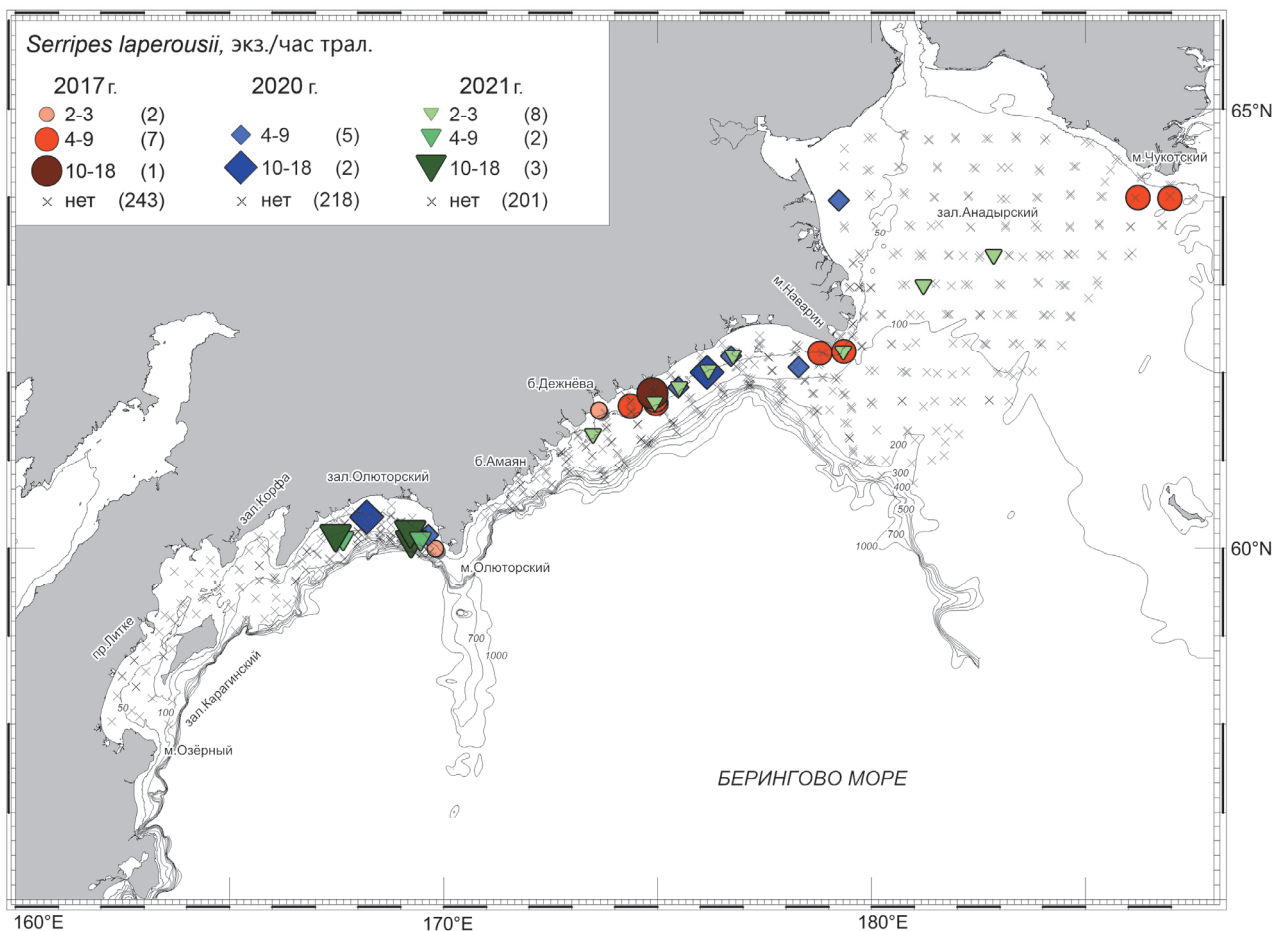 Serripes laperousii, экз./час трал.
2017 г. 2020 г. 2021 г.
2-3 (2) 2-3 (8)
4-9 (7) 4-9 (5) 4-9 (2)
10-18 (1) 10-18 (2) 10-18 (3)
нет (243) нет (218) нет (201)
65°N
м.Чукотский
зал.Анадырский
50
м.Наварин
100
б.Дежнёва
200
б.Амаян
300
400
зал.Олюторский
зал.Корфа
500
700
1000
60°N
м.Олюторский
пр.Литке
700
1000
зал.Карагинский
50
100
м.Озёрный
БЕРИНГОВО МОРЕ
160°E 170°E 180°E